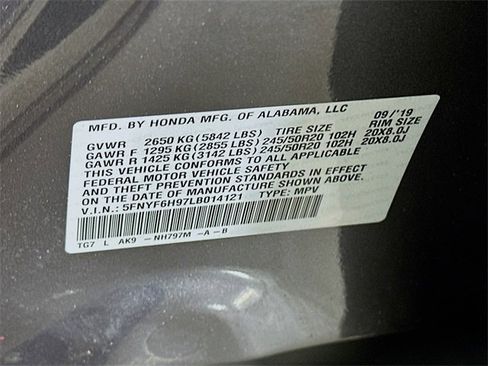 MFD. BY HONDA MFG. OF ALABAMA, LLC 09/'19
GVWR 2650 KG(5842 LBS) TIRE SIZE RIM SIZE
GAWR F 1295 KG(2855 LBS)245/50R20 102H 20X8.0J
GAWR R 1425 KG(3142 LBS)245/50R20 102H 20X8.0J
THIS VEHICLE CONFORMS TO ALL APPLICABLE
FEDERAL MOTOR VEHICLE SAFETY
AND THEFT PREVENTION STANDARDS IN EFFECT
ON THE DATE OF MANUFACTURE SHOWN ABOVE.
V.I.N.: 5FNYF6H97LB014121 TYPE: MPV
TG7 L AK9 -NH797M -A-B